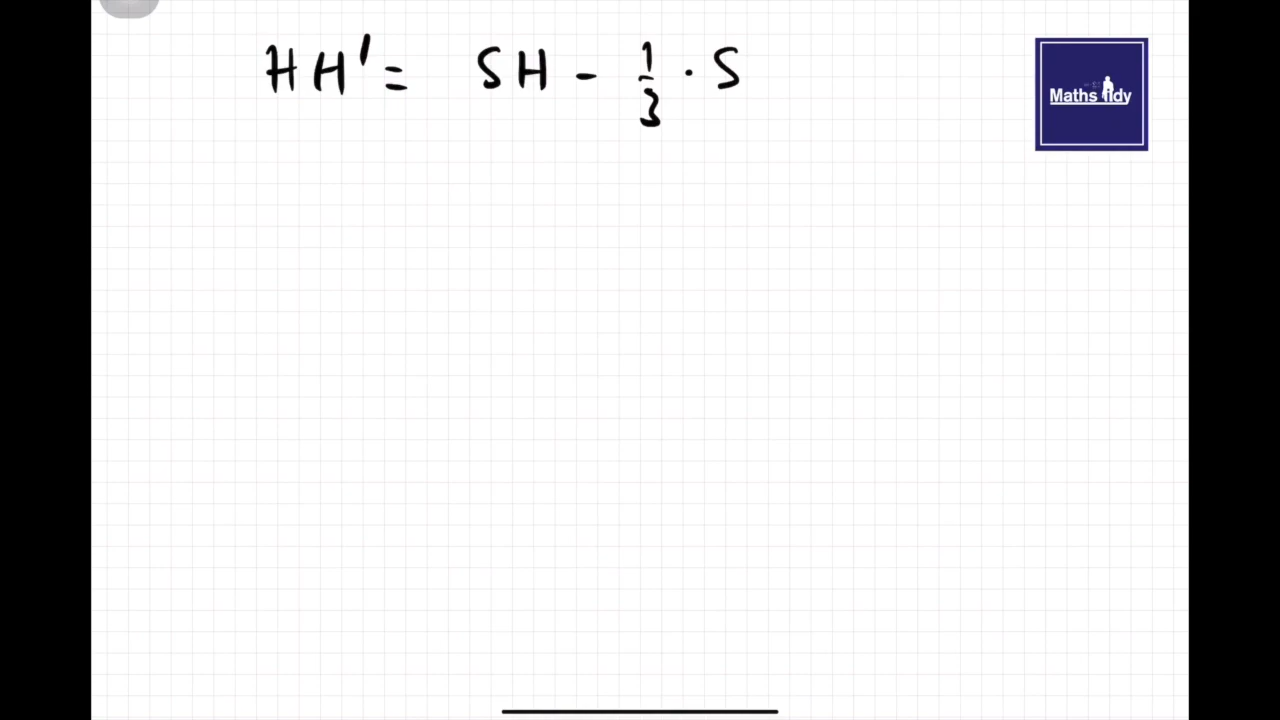 HH' = SH - 1/3 · S
Maths Tidy